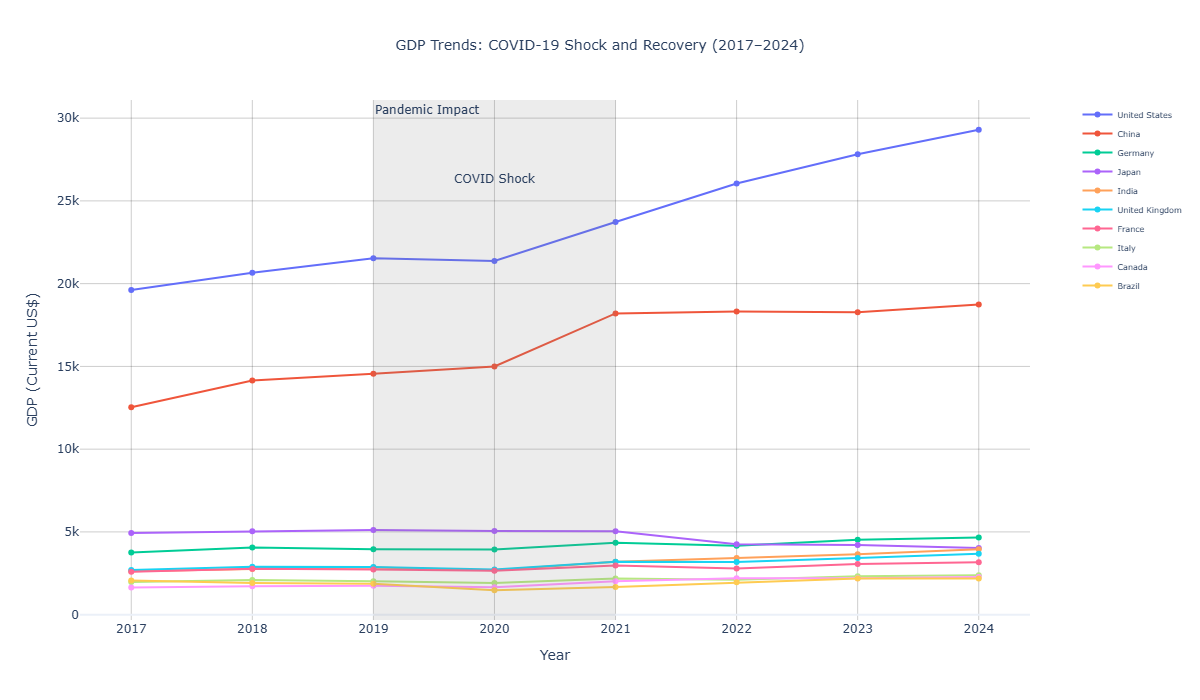 GDP Trends: COVID-19 Shock and Recovery (2017–2024)
Pandemic Impact
COVID Shock
30k
25k
20k
15k
10k
5k
0
GDP (Current US$)
2017 2018 2019 2020 2021 2022 2023 2024
Year
United States
China
Germany
Japan
India
United Kingdom
France
Italy
Canada
Brazil